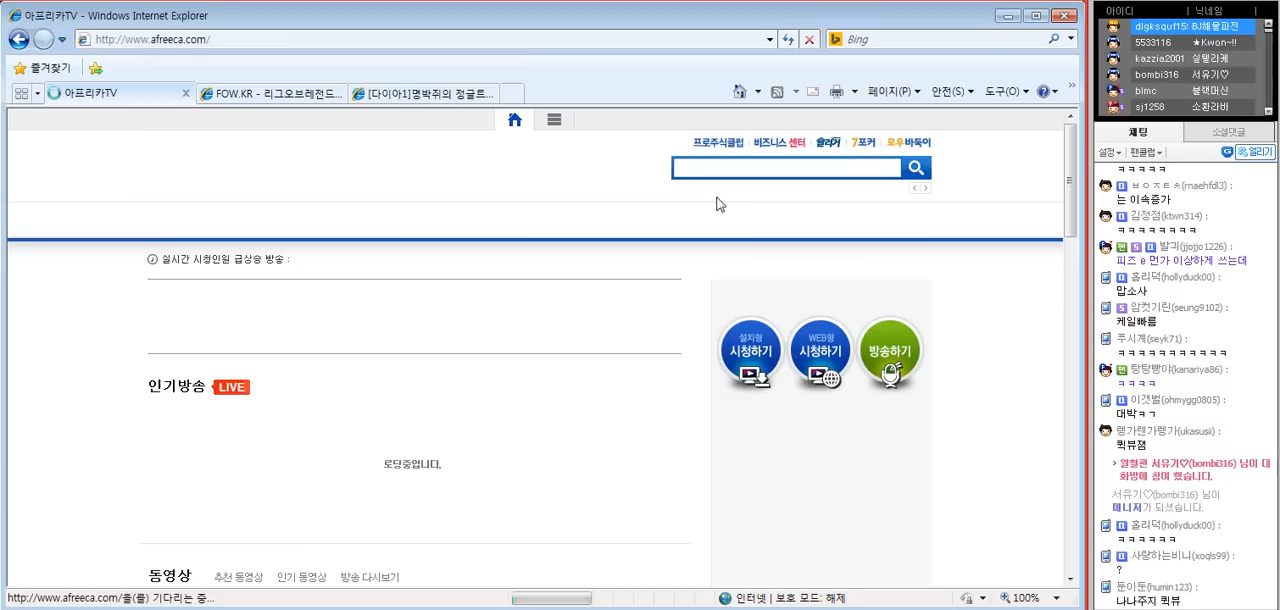 아프리카TV - Windows Internet Explorer
http://www.afreeca.com/
Bing
즐겨찾기
아프리카TV
FOW.KR - 리그오브레전드...
[다이아1]명박쥐의 정글트...
페이지(P)
안전(S)
도구(O)
프로주식클럽
비즈니스 센터
슬러거
7포커
로우바둑이
실시간 시청인원 급상승 방송 :
설치형
시청하기
WEB형
시청하기
방송하기
인기방송 LIVE
로딩중입니다.
동영상 추천 동영상 인기 동영상 방송 다시보기
http://www.afreeca.com/을(를) 기다리는 중...
인터넷 | 보호 모드: 해제
100%
아이디 닉네임
BJ해물파전
5533116 ★Kwon~!!
kazzia2001 실렐라케
bombi316 서유기♡
blmc 블랙머신
sj1258 소환라바
채팅 소셜댓글
설정 팬클럽 얼리기
ㅋㅋㅋㅋㅋ
ㅂㅇㅈㅌㅊ(rnaehfdl3) :
는 이속증가
김정점(ktwn314) :
ㅋㅋㅋㅋㅋㅋㅋㅋ
발괴(jjojjo1226) :
피즈 e 먼가 이상하게 쓰는데
홀리덕(hollyduck00) :
맙소사
암컷기린(seung9102) :
케일빠름
푸시계(seyk71) :
ㅋㅋㅋㅋㅋㅋㅋㅋㅋㅋㅋ
탕탕빵야(kanariya86) :
ㅋㅋㅋㅋ
이갯벌(ohmygg0805) :
대박ㅋㄱ
렝가렌가렝가(ukasusii) :
퀵뷰잼
열혈팬 서유기♡(bombi316) 님이 대
화방에 참여 했습니다.
서유기♡(bombi316) 님이
매니저가 되셨습니다.
홀리덕(hollyduck00) :
ㅋㅋㅋㅋㅋㅋ
사랑하는비니(xoqls99) :
?
둔이둔(humin123) :
나나주지 퀵뷰